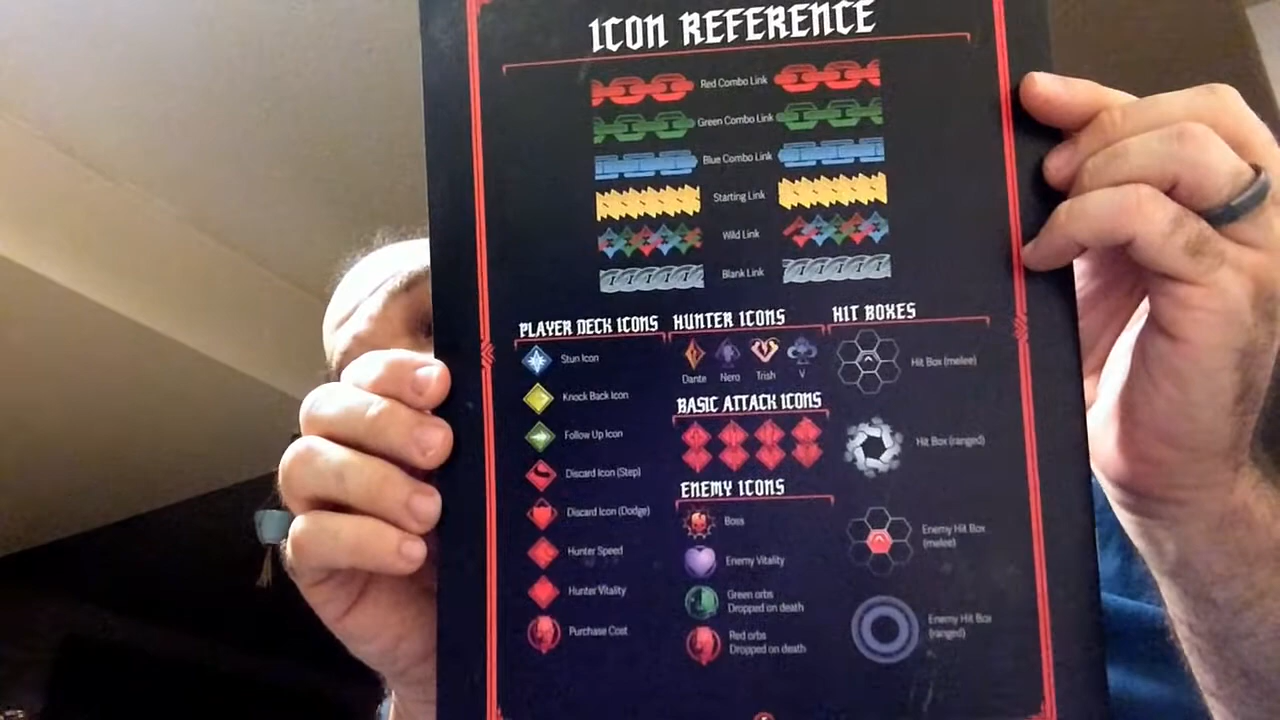 ICON REFERENCE
Red Combo Link
Green Combo Link
Blue Combo Link
Starting Link
Wild Link
Blank Link
PLAYER DECK ICONS
Stun Icon
Knock Back Icon
Follow Up Icon
Discard Icon (Step)
Discard Icon (Dodge)
Hunter Speed
Hunter Vitality
Purchase Cost
HUNTER ICONS
Dante Nero Trish V
BASIC ATTACK ICONS
ENEMY ICONS
Boss
Enemy Vitality
Green orbs
Dropped on death
Red orbs
Dropped on death
HIT BOXES
Hit Box (melee)
Hit Box (ranged)
Enemy Hit Box
(melee)
Enemy Hit Box
(ranged)